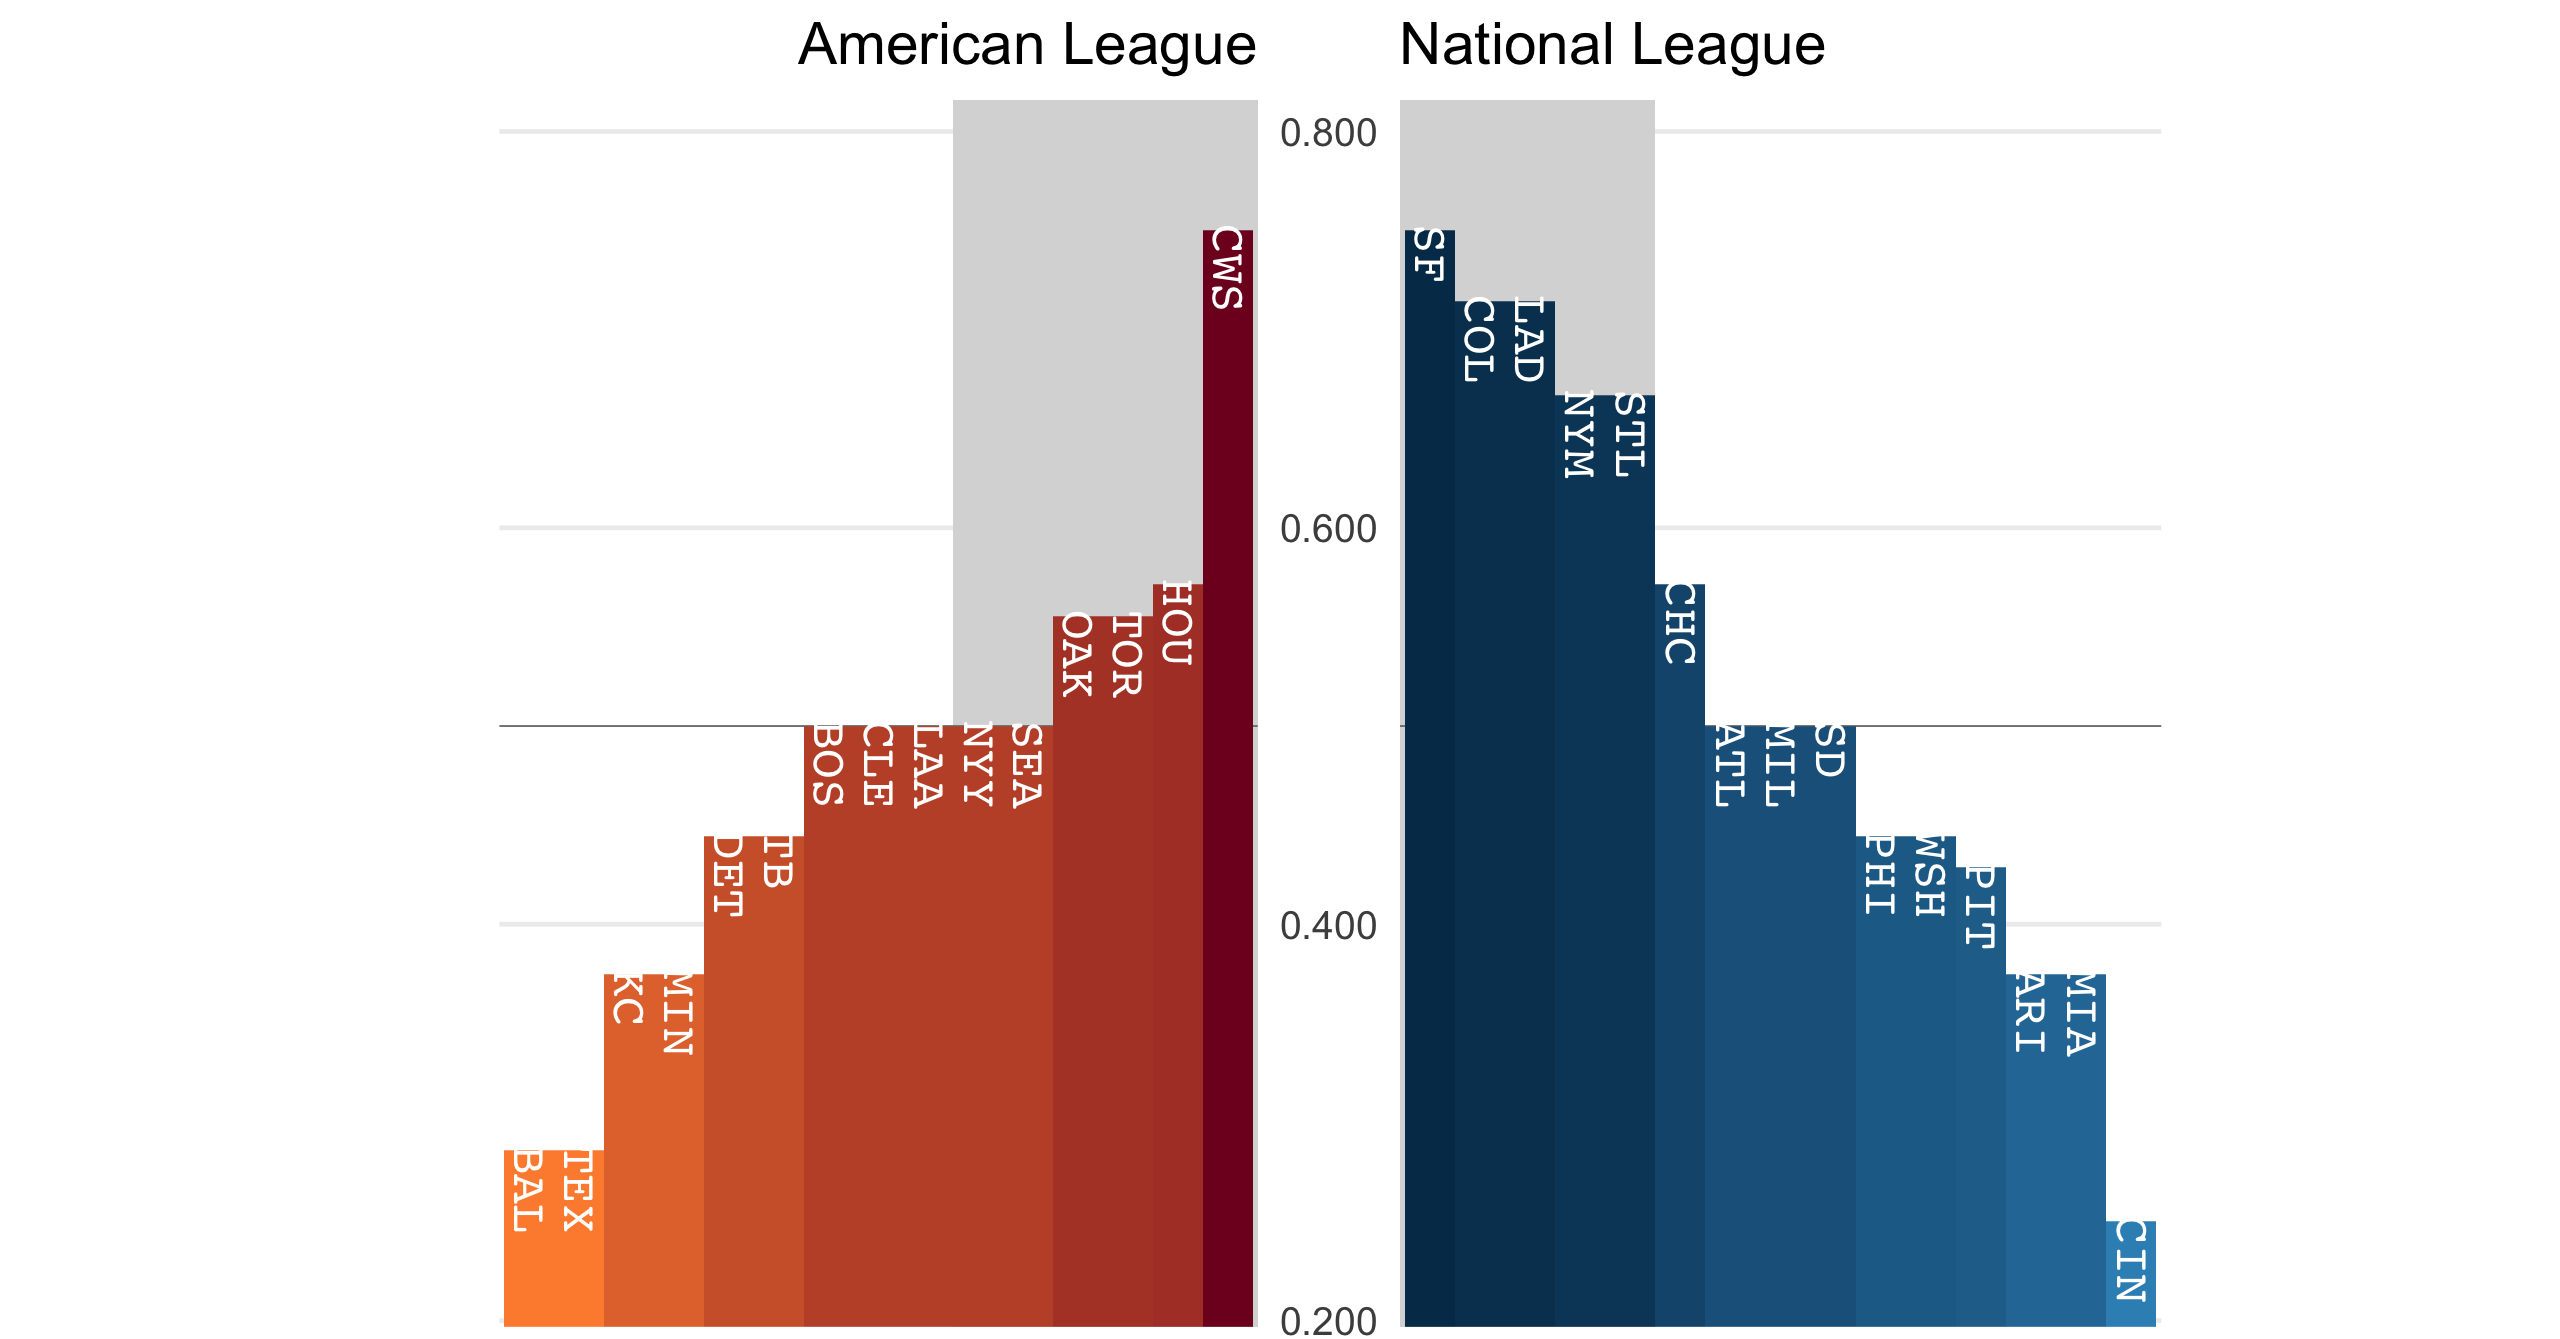 American League
National League
0.800
0.600
0.400
0.200
BAL
TEX
KC
MIN
DET
TB
BOS
CLE
LAA
NYY
SEA
OAK
TOR
HOU
CWS
SF
COL
LAD
NYM
STL
CHC
ATL
MIL
SD
PHI
WSH
PIT
ARI
MIA
CIN